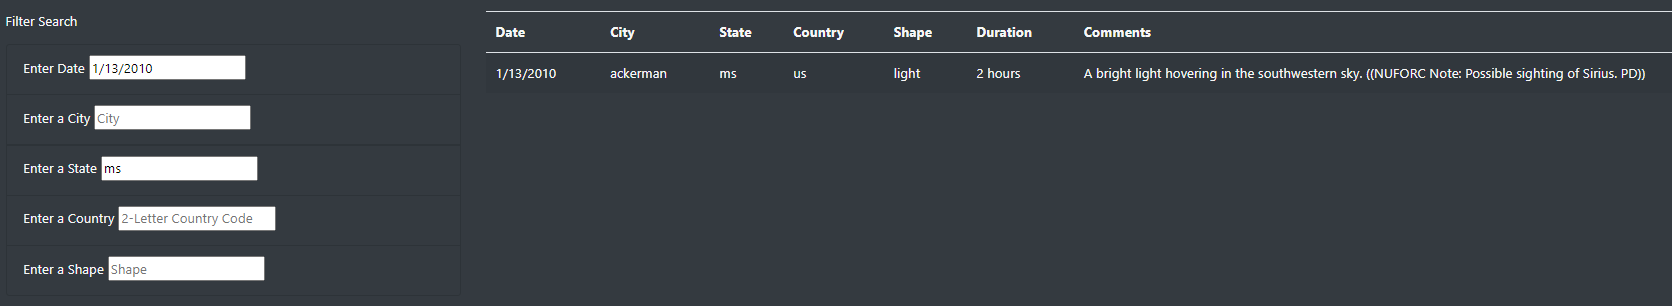 Filter Search
Enter Date 1/13/2010
Enter a City City
Enter a State ms
Enter a Country 2-Letter Country Code
Enter a Shape Shape
Date City State Country Shape Duration Comments
1/13/2010 ackerman ms us light 2 hours A bright light hovering in the southwestern sky. ((NUFORC Note: Possible sighting of Sirius. PD))